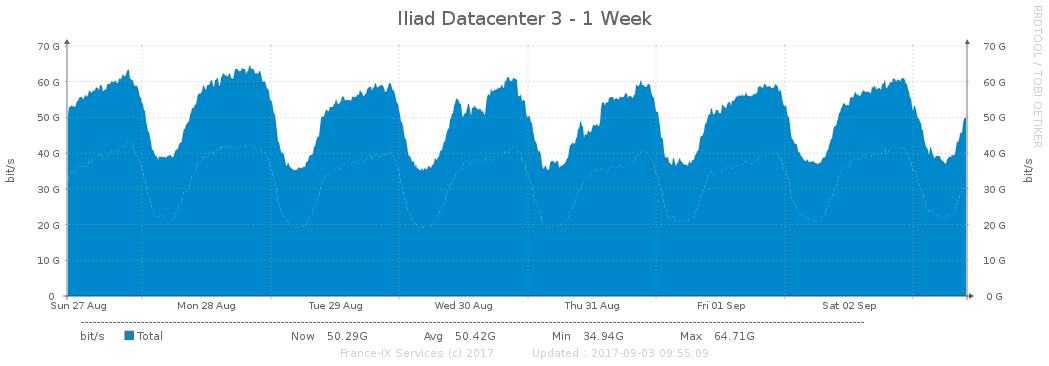 Iliad Datacenter 3 - 1 Week
RRDTOOL / TOBI OETIKER
70 G 70 G
60 G 60 G
50 G 50 G
40 G 40 G
30 G 30 G
20 G 20 G
10 G 10 G
0 0 G
bit/s
bit/s
Sun 27 Aug Mon 28 Aug Tue 29 Aug Wed 30 Aug Thu 31 Aug Fri 01 Sep Sat 02 Sep
bit/s Total Now 50.29G Avg 50.42G Min 34.94G Max 64.71G
France-IX Services (c) 2017 Updated : 2017-09-03 09:55:09